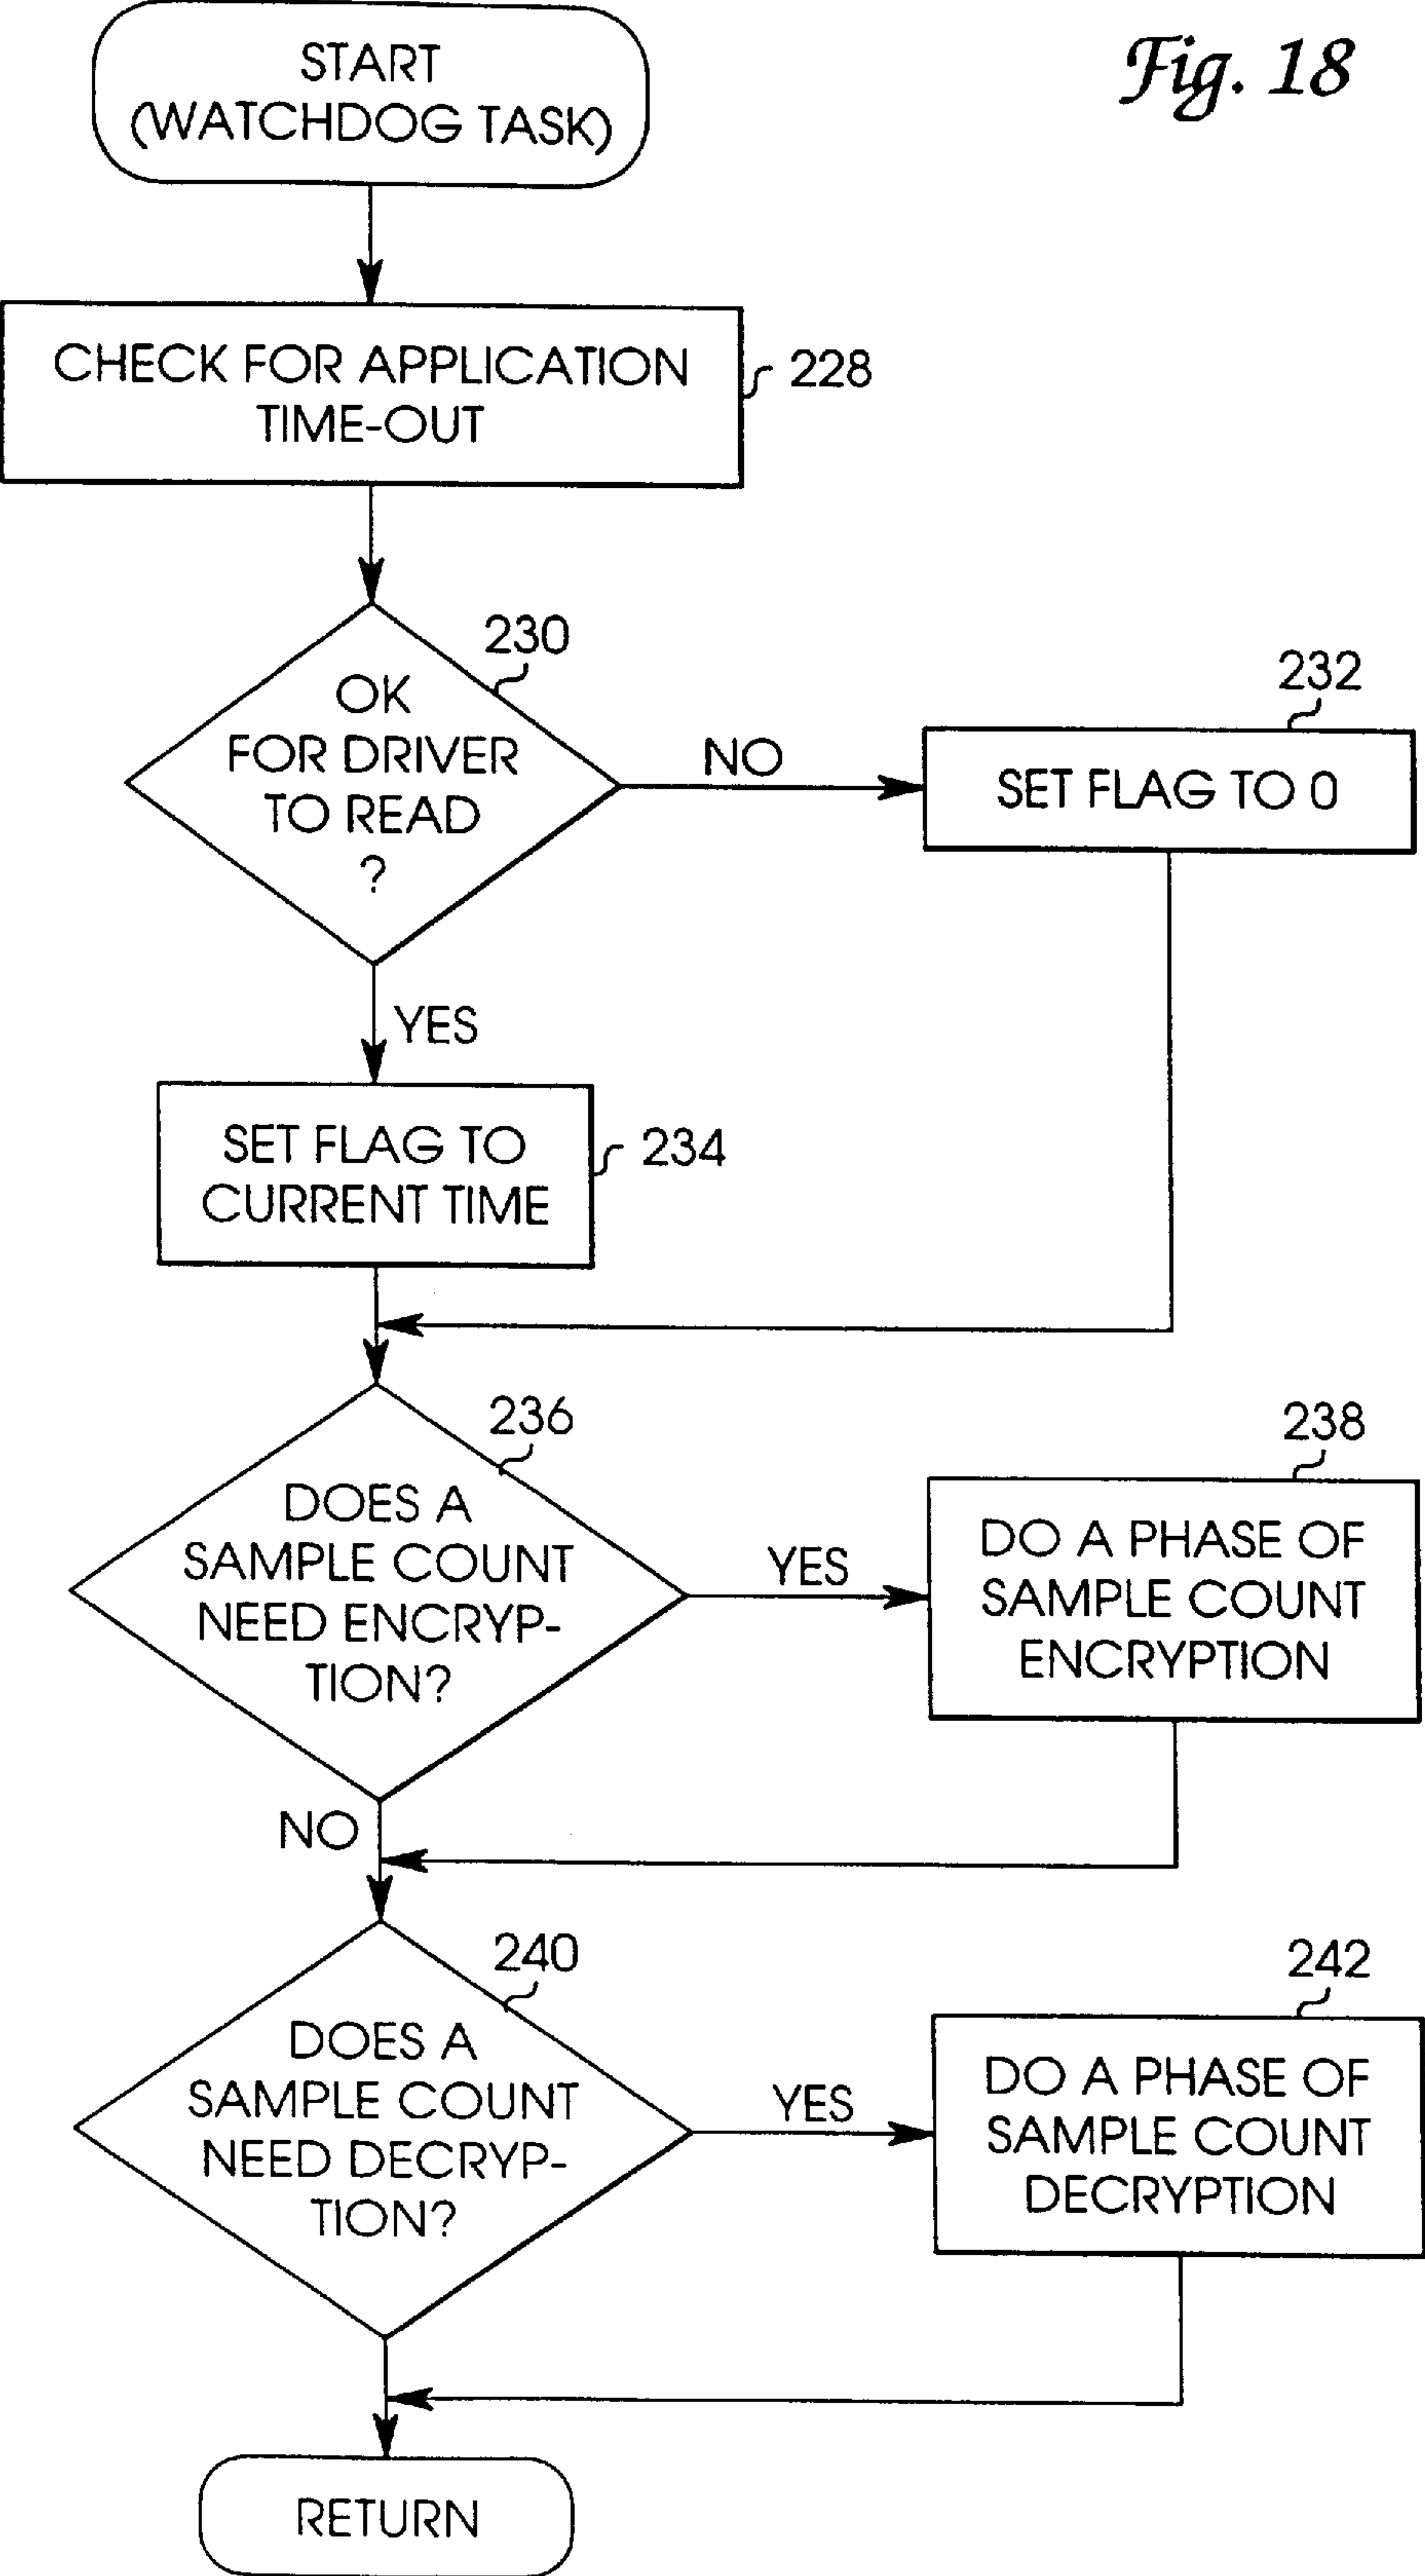 Fig. 18
START
(WATCHDOG TASK)
CHECK FOR APPLICATION
TIME-OUT
228
230
OK
FOR DRIVER
TO READ
?
NO
232
SET FLAG TO 0
YES
SET FLAG TO
CURRENT TIME
234
236
DOES A
SAMPLE COUNT
NEED ENCRYP-
TION?
YES
238
DO A PHASE OF
SAMPLE COUNT
ENCRYPTION
NO
240
DOES A
SAMPLE COUNT
NEED DECRYP-
TION?
YES
242
DO A PHASE OF
SAMPLE COUNT
DECRYPTION
RETURN